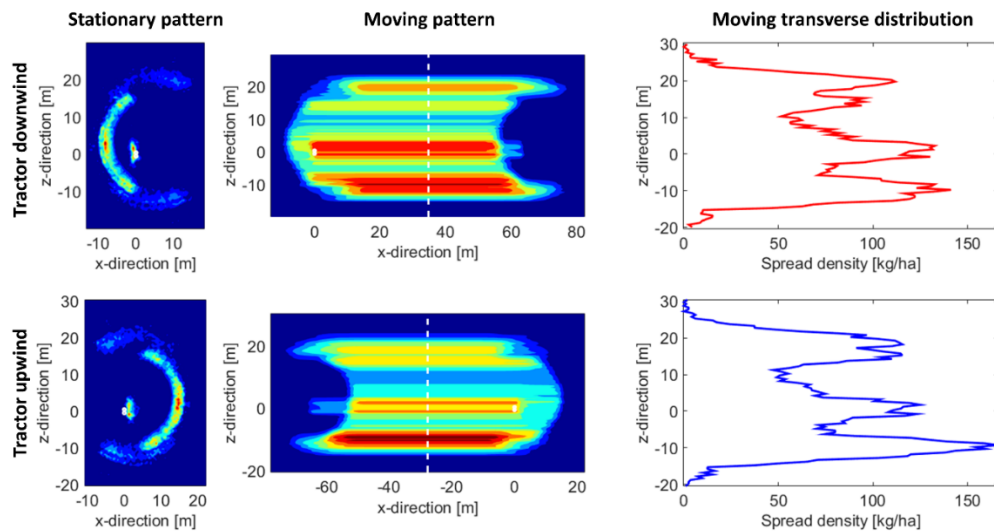 Stationary pattern
Moving pattern
Moving transverse distribution
Tractor downwind
z-direction [m]
30
20
10
0
-10
-20
-10 0 10 20
x-direction [m]
z-direction [m]
20
10
0
-10
0 20 40 60 80
x-direction [m]
z-direction [m]
30
20
10
0
-10
-20
0 50 100 150
Spread density [kg/ha]
Tractor upwind
z-direction [m]
30
20
10
0
-10
-20
-10 0 10 20
x-direction [m]
z-direction [m]
20
0
-20
-60 -40 -20 0
x-direction [m]
z-direction [m]
30
20
10
0
-10
-20
0 50 100 150
Spread density [kg/ha]